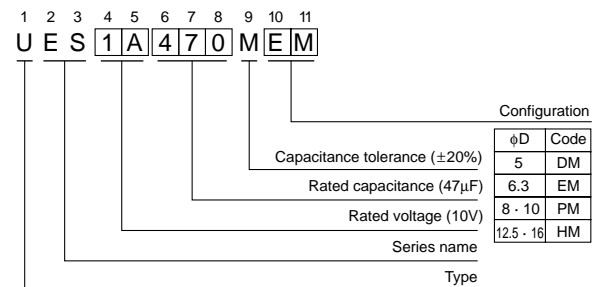 1 2 3 4 5 6 7 8 9 10 11
U E S 1 A 4 7 0 M E M
Configuration
ϕD Code
5 DM
6.3 EM
8 · 10 PM
12.5 · 16 HM
Capacitance tolerance (±20%)
Rated capacitance (47μF)
Rated voltage (10V)
Series name
Type